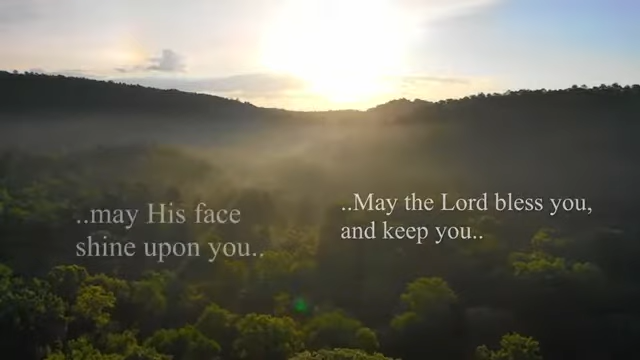 ..may His face
shine upon you..
..May the Lord bless you,
and keep you..